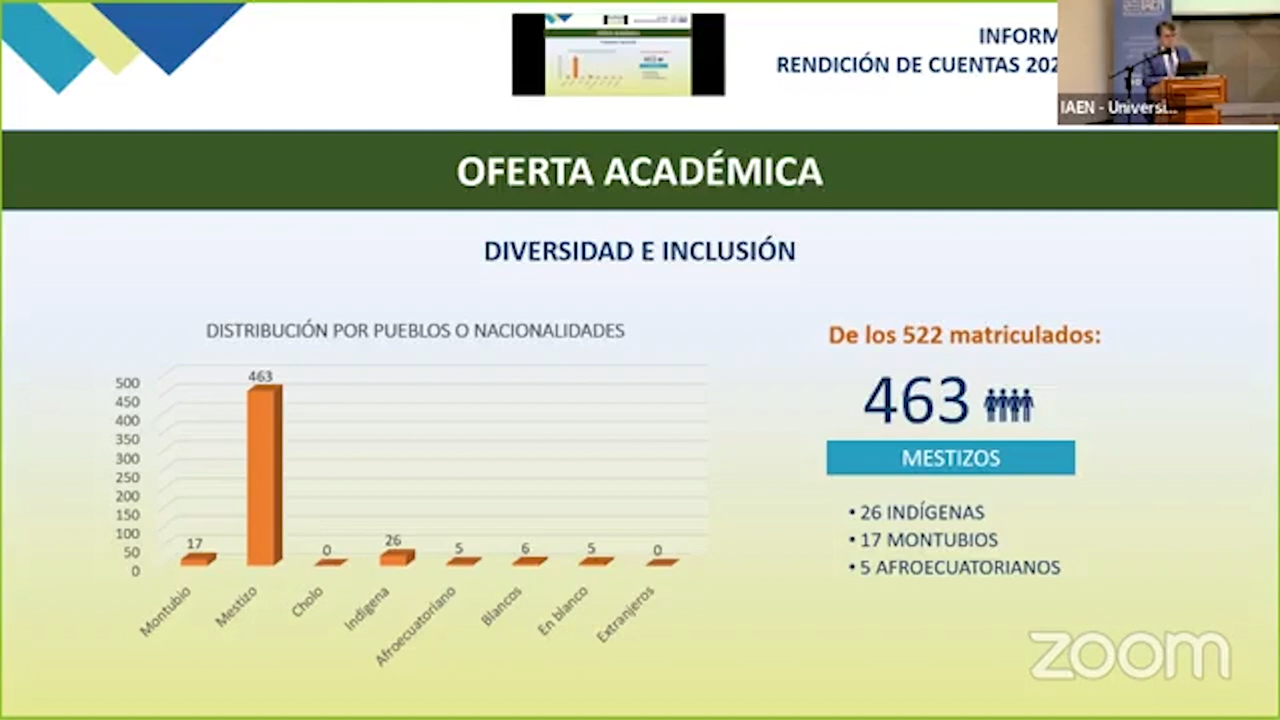 INFORM
RENDICIÓN DE CUENTAS 202
IAEN
IAEN - Universi...
OFERTA ACADÉMICA
DIVERSIDAD E INCLUSIÓN
DISTRIBUCIÓN POR PUEBLOS O NACIONALIDADES
500
450
400
350
300
250
200
150
100
50
0
17
463
0
26
5
6
5
0
Montubio
Mestizo
Cholo
Indígena
Afroecuatoriano
Blancos
En blanco
Extranjeros
De los 522 matriculados:
463
MESTIZOS
• 26 INDÍGENAS
• 17 MONTUBIOS
• 5 AFROECUATORIANOS
zoom